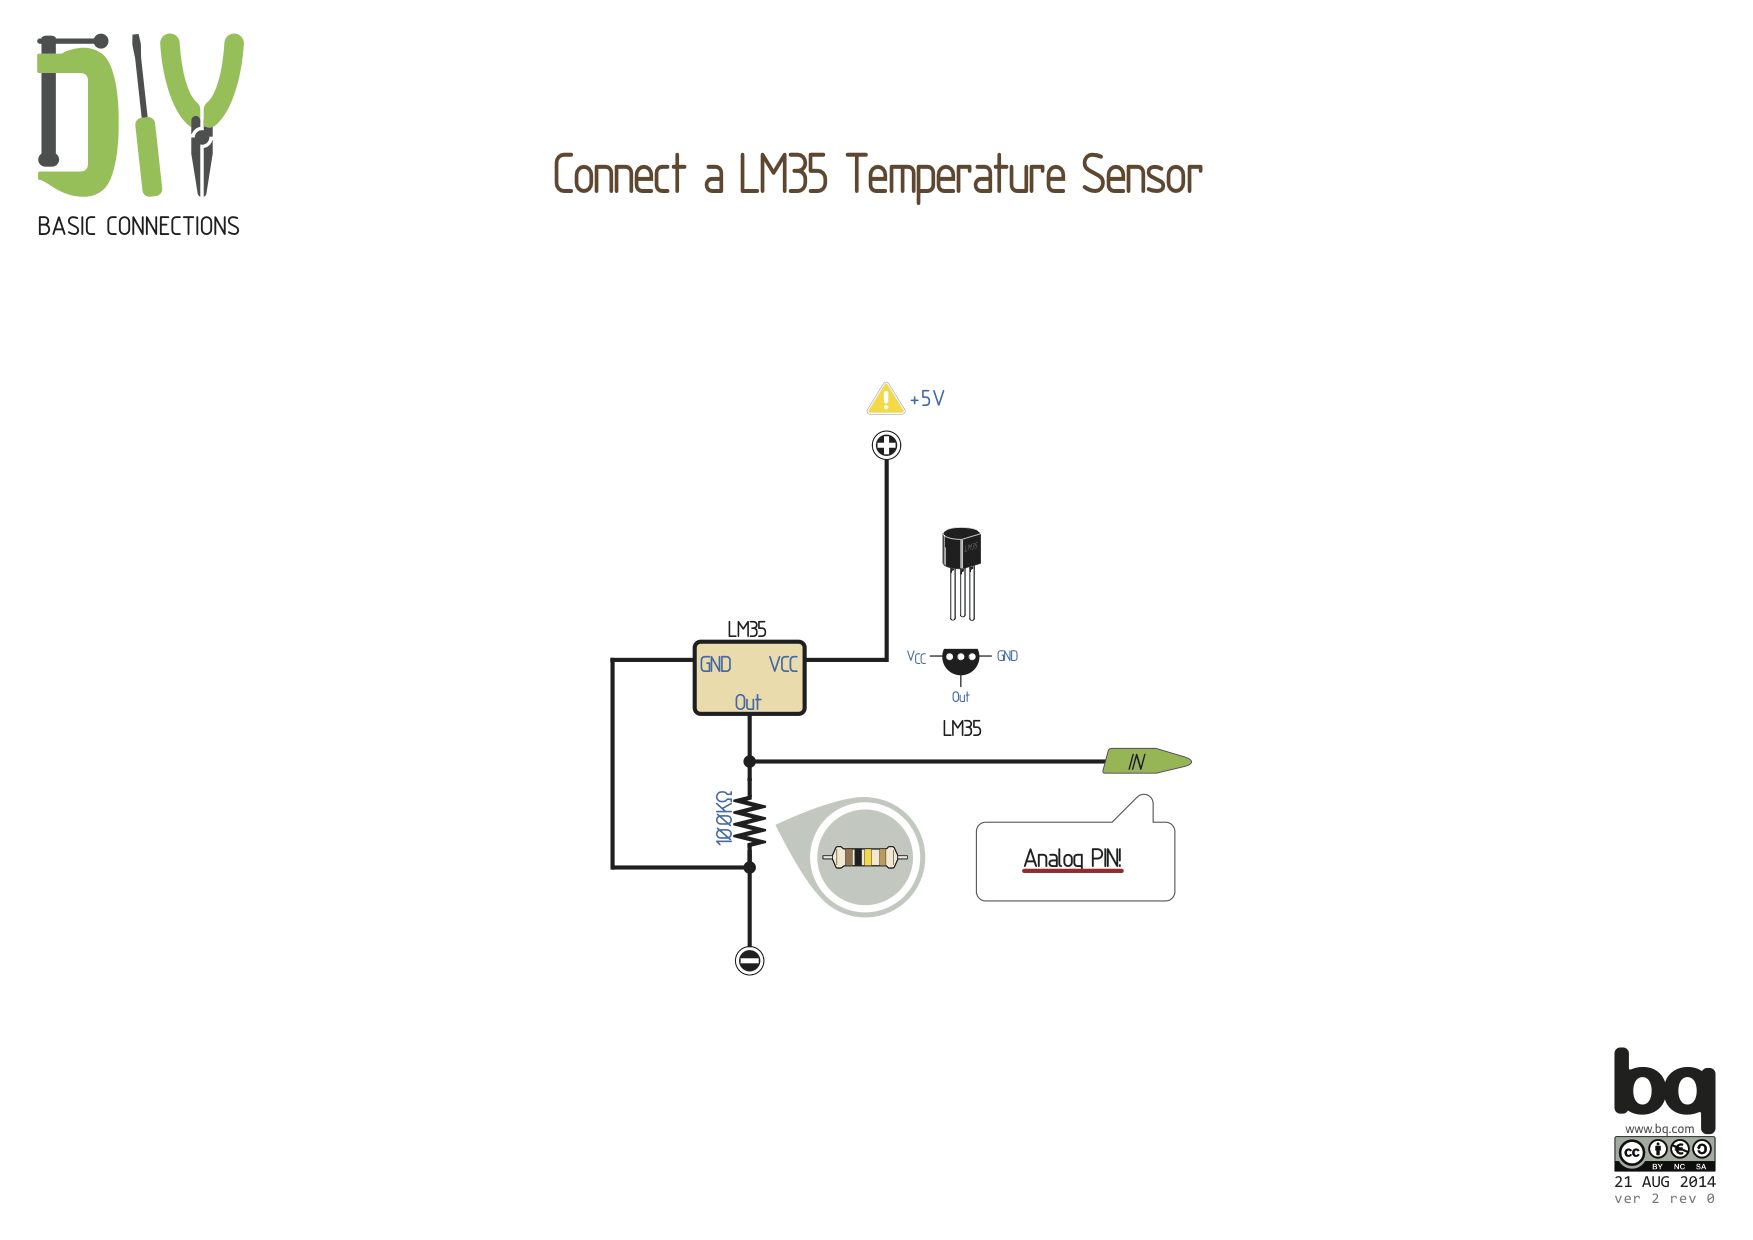 DIY
BASIC CONNECTIONS
Connect a LM35 Temperature Sensor
+5V
LM35
LM35
GND VCC
Out
VCC GND
Out
LM35
IN
100KΩ
Analog PIN!
bq
www.bq.com
cc
BY NC SA
21 AUG 2014
ver 2 rev 0